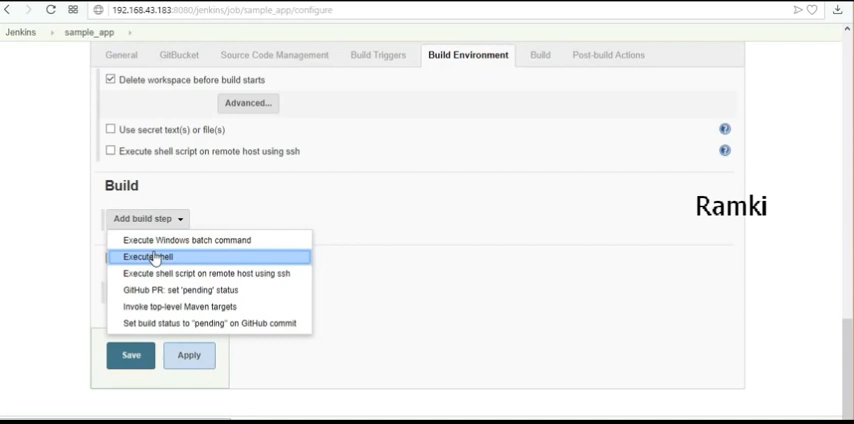 192.168.43.183:8080/jenkins/job/sample_app/configure
Jenkins sample_app
General GitBucket Source Code Management Build Triggers Build Environment Build Post-build Actions
Delete workspace before build starts
Advanced...
Use secret text(s) or file(s)
Execute shell script on remote host using ssh
Build
Ramki
Add build step
Execute Windows batch command
Execute shell
Execute shell script on remote host using ssh
GitHub PR: set 'pending' status
Invoke top-level Maven targets
Set build status to "pending" on GitHub commit
Save Apply